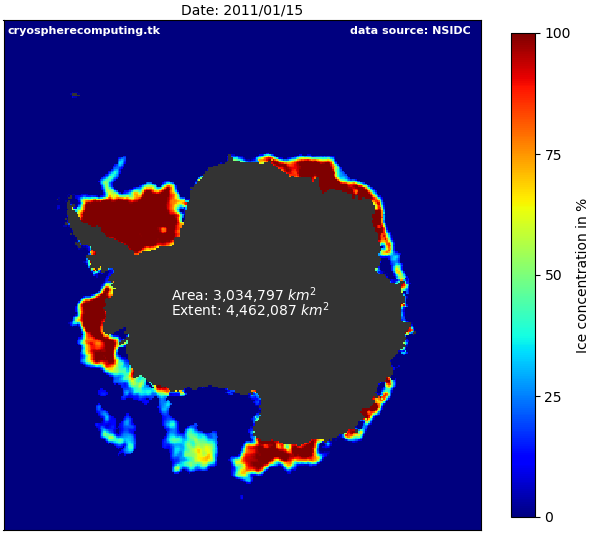 Date: 2011/01/15
cryospherecomputing.tk
data source: NSIDC
Area: 3,034,797 km²
Extent: 4,462,087 km²
100
75
50
25
0
Ice concentration in %